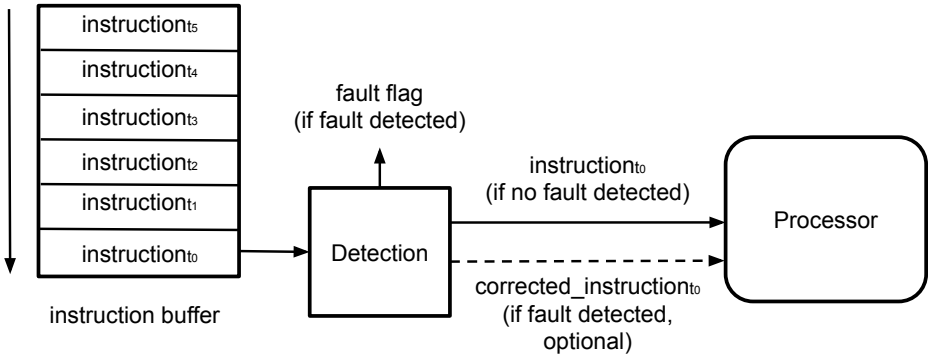 instructiont5
instructiont4
instructiont3
instructiont2
instructiont1
instructiont0
instruction buffer
fault flag
(if fault detected)
Detection
instructiont0
(if no fault detected)
corrected_instructiont0
(if fault detected,
optional)
Processor